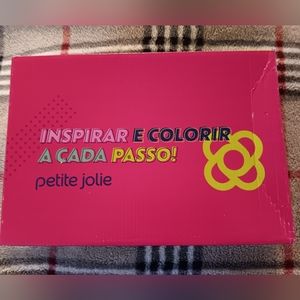 INSPIRAR E COLORIR
A CADA PASSO!
petite jolie